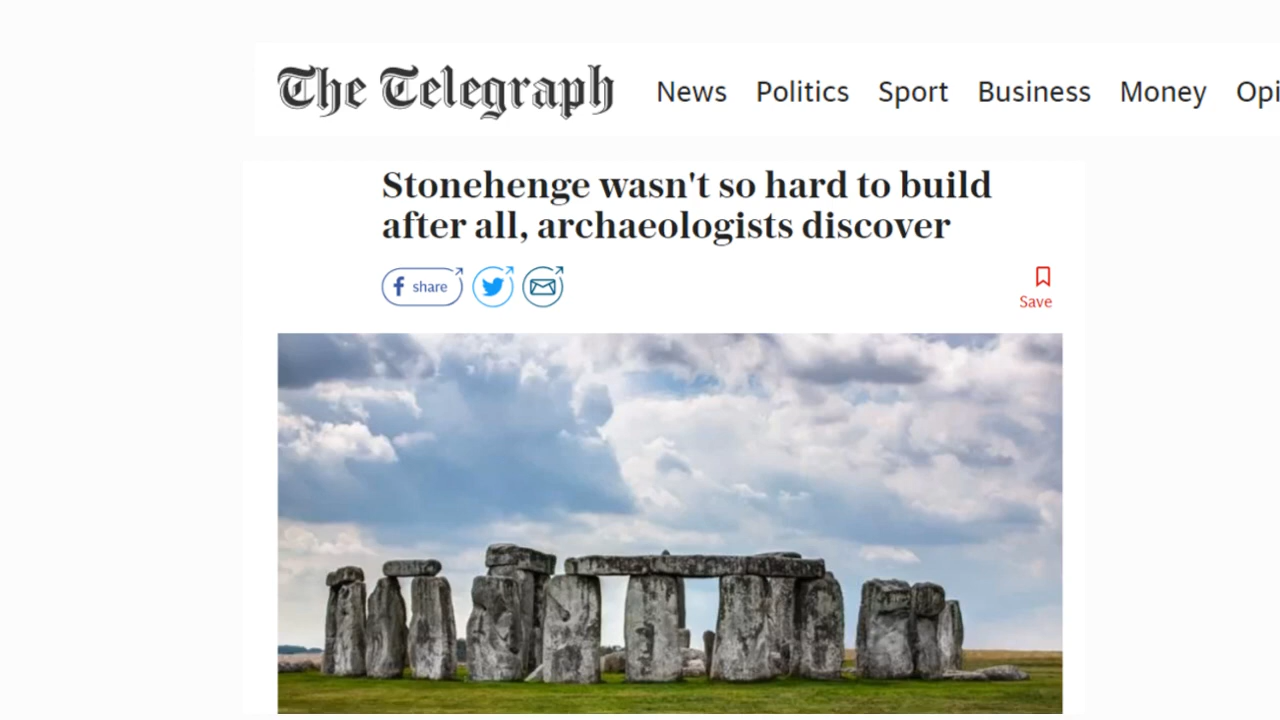 The Telegraph News Politics Sport Business Money Opi
Stonehenge wasn't so hard to build
after all, archaeologists discover
share
Save